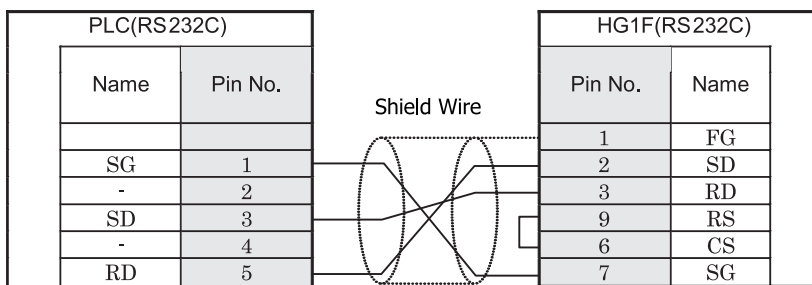 PLC(RS232C) HG1F(RS232C)
Name Pin No. Pin No. Name
Shield Wire
1 FG
SG 1 2 SD
- 2 3 RD
SD 3 9 RS
- 4 6 CS
RD 5 7 SG